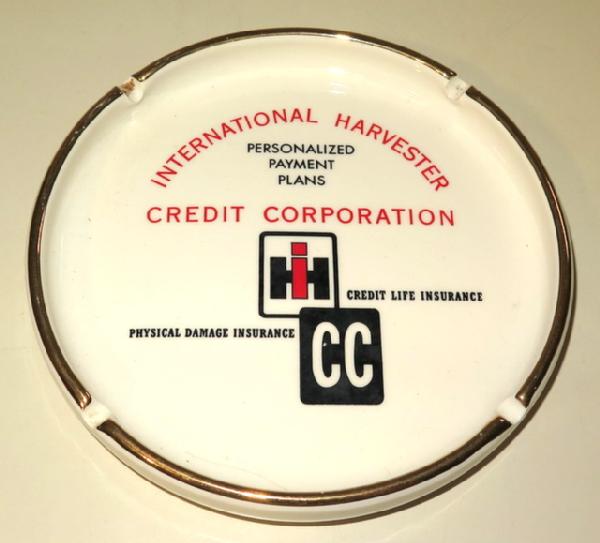 INTERNATIONAL HARVESTER
PERSONALIZED
PAYMENT
PLANS
CREDIT CORPORATION
IH
CREDIT LIFE INSURANCE
PHYSICAL DAMAGE INSURANCE
CC